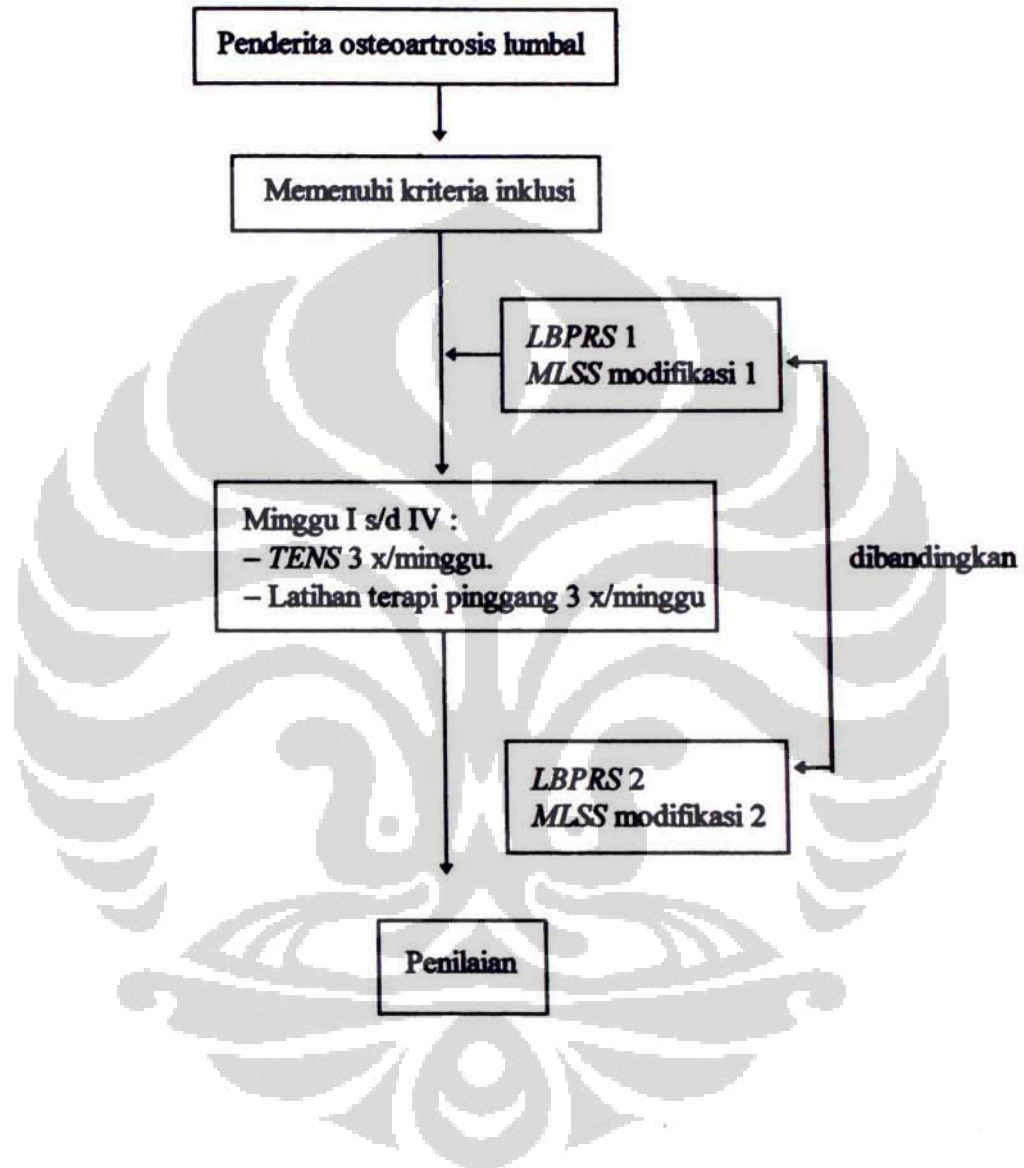 Penderita osteoartrosis lumbal
Memenuhi kriteria inklusi
LBPRS 1
MLSS modifikasi 1
Minggu I s/d IV :
– TENS 3 x/minggu.
– Latihan terapi pinggang 3 x/minggu
dibandingkan
LBPRS 2
MLSS modifikasi 2
Penilaian